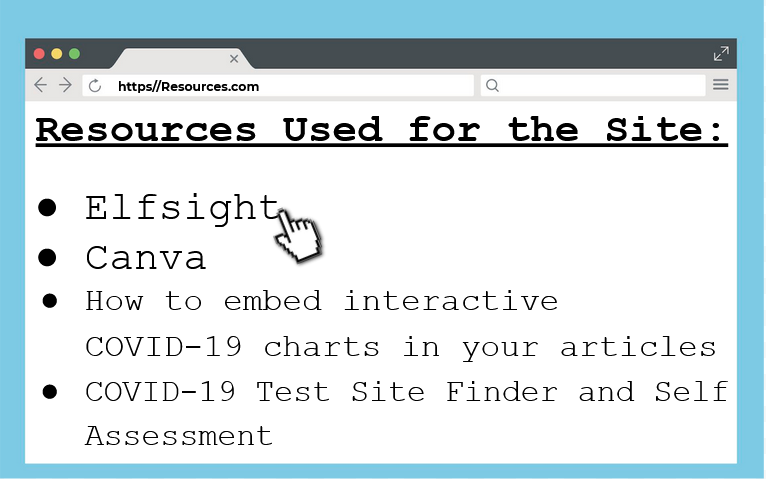 https//Resources.com
Resources Used for the Site:
● Elfsight
● Canva
● How to embed interactive
COVID-19 charts in your articles
● COVID-19 Test Site Finder and Self
Assessment